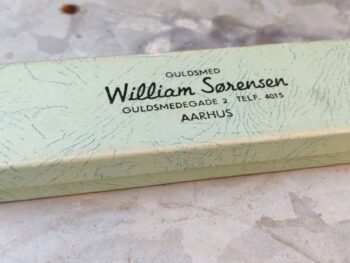 GULDSMED
William Sørensen
GULDSMEDEGADE 2 TELF. 4015
AARHUS